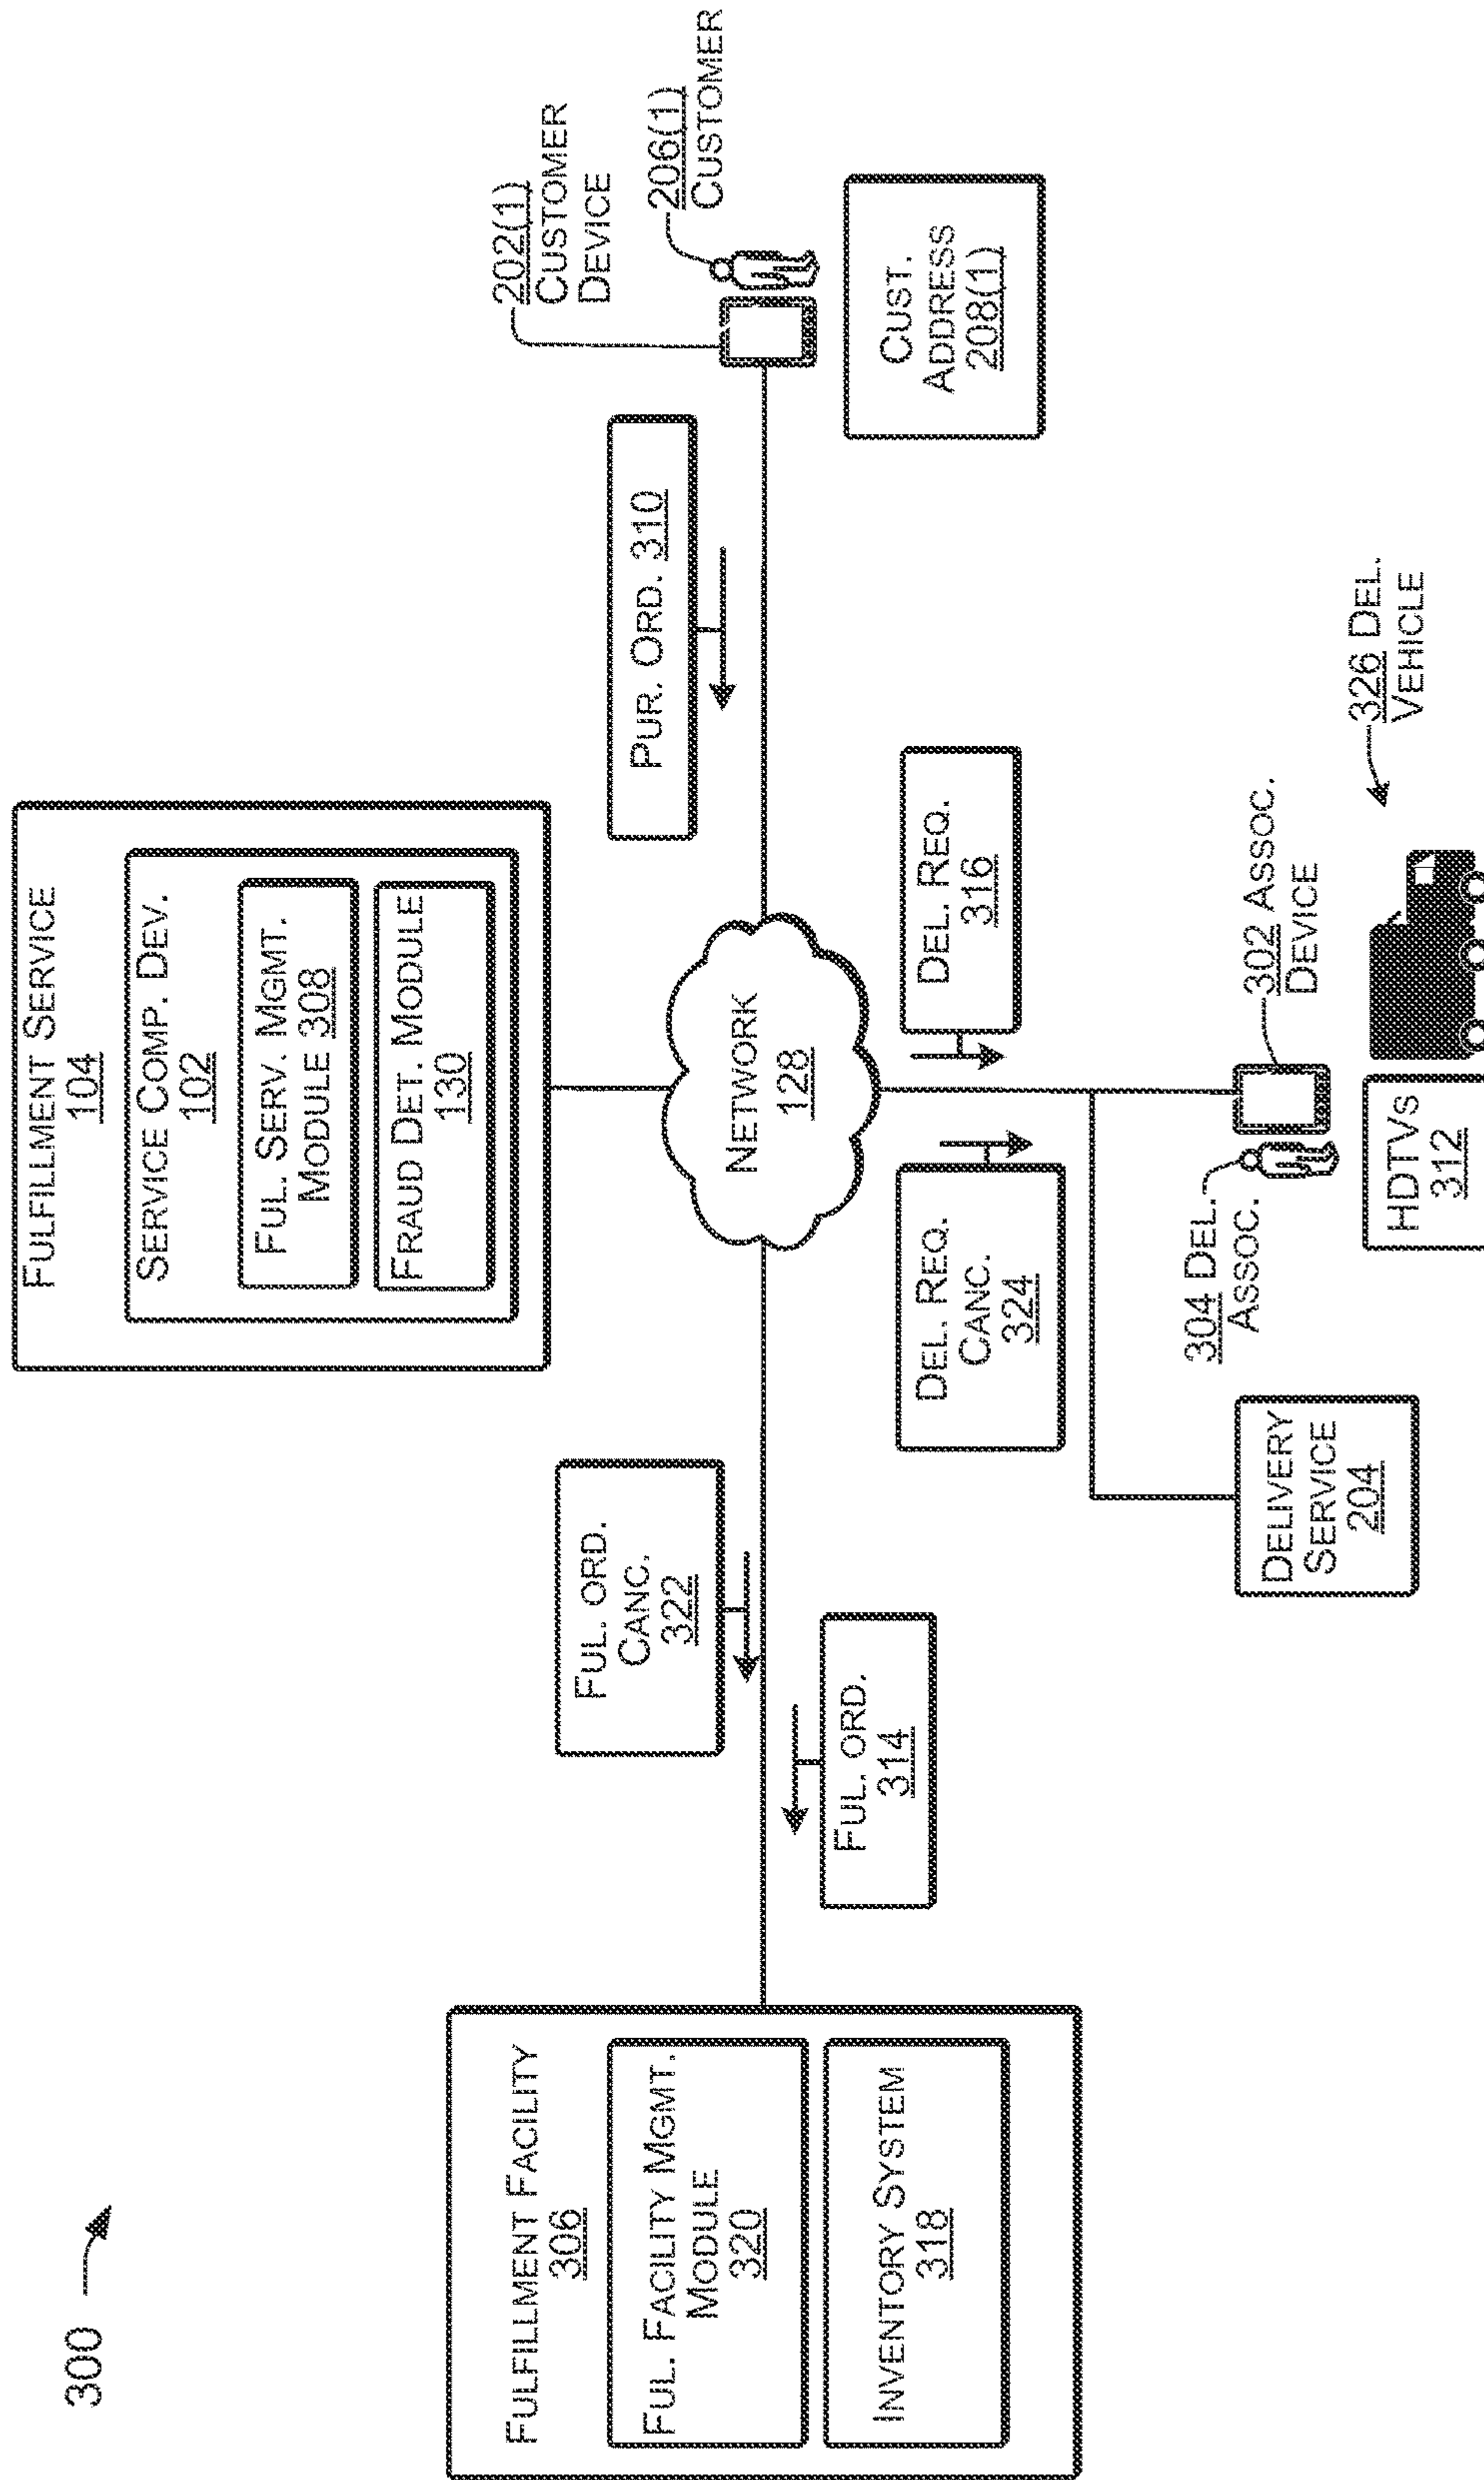 300
FULFILLMENT SERVICE
104
SERVICE COMP. DEV.
102
FUL. SERV. MGMT.
MODULE 308
FRAUD DET. MODULE
130
202(1)
CUSTOMER
DEVICE
206(1)
CUSTOMER
CUST.
ADDRESS
208(1)
PUR. ORD. 310
NETWORK
128
FUL. ORD.
CANC.
322
FUL. ORD.
314
FULFILLMENT FACILITY
306
FUL. FACILITY MGMT.
MODULE
320
INVENTORY SYSTEM
318
DEL. REQ.
CANC.
324
DEL. REQ.
316
DELIVERY
SERVICE
204
304 DEL.
ASSOC.
302 ASSOC.
DEVICE
326 DEL.
VEHICLE
HDTVS
312